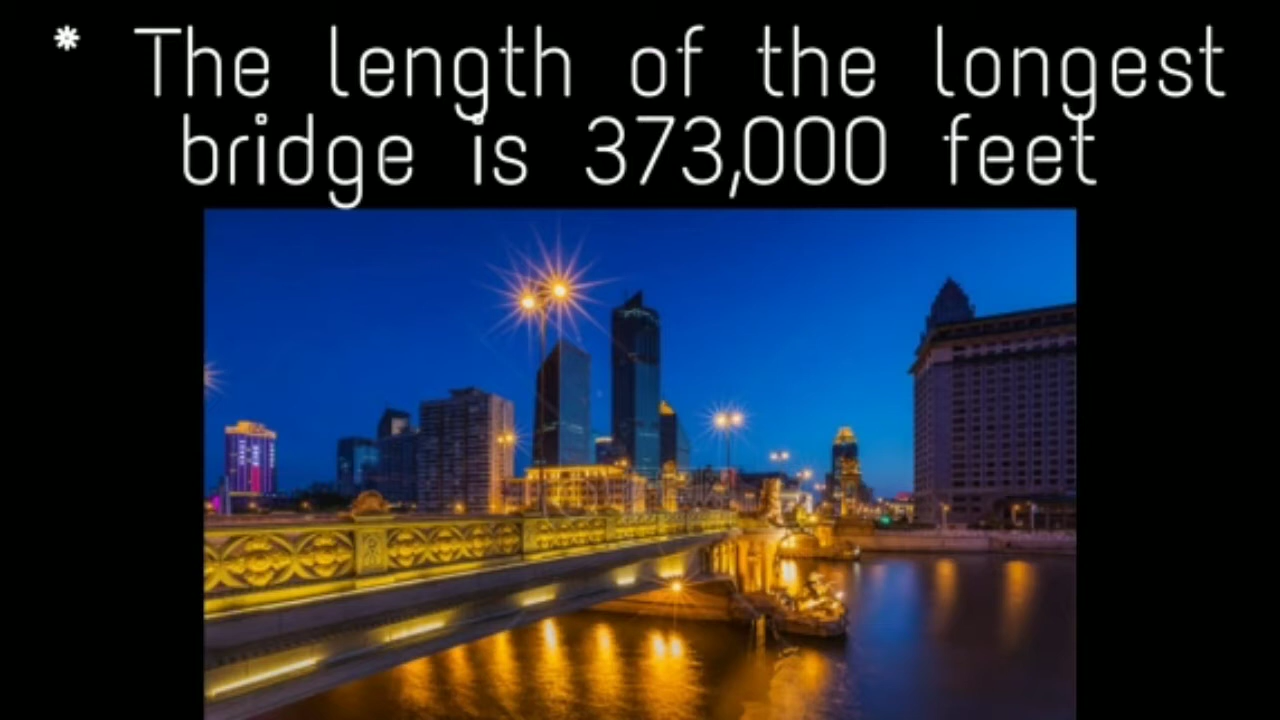 * The length of the longest
bridge is 373,000 feet